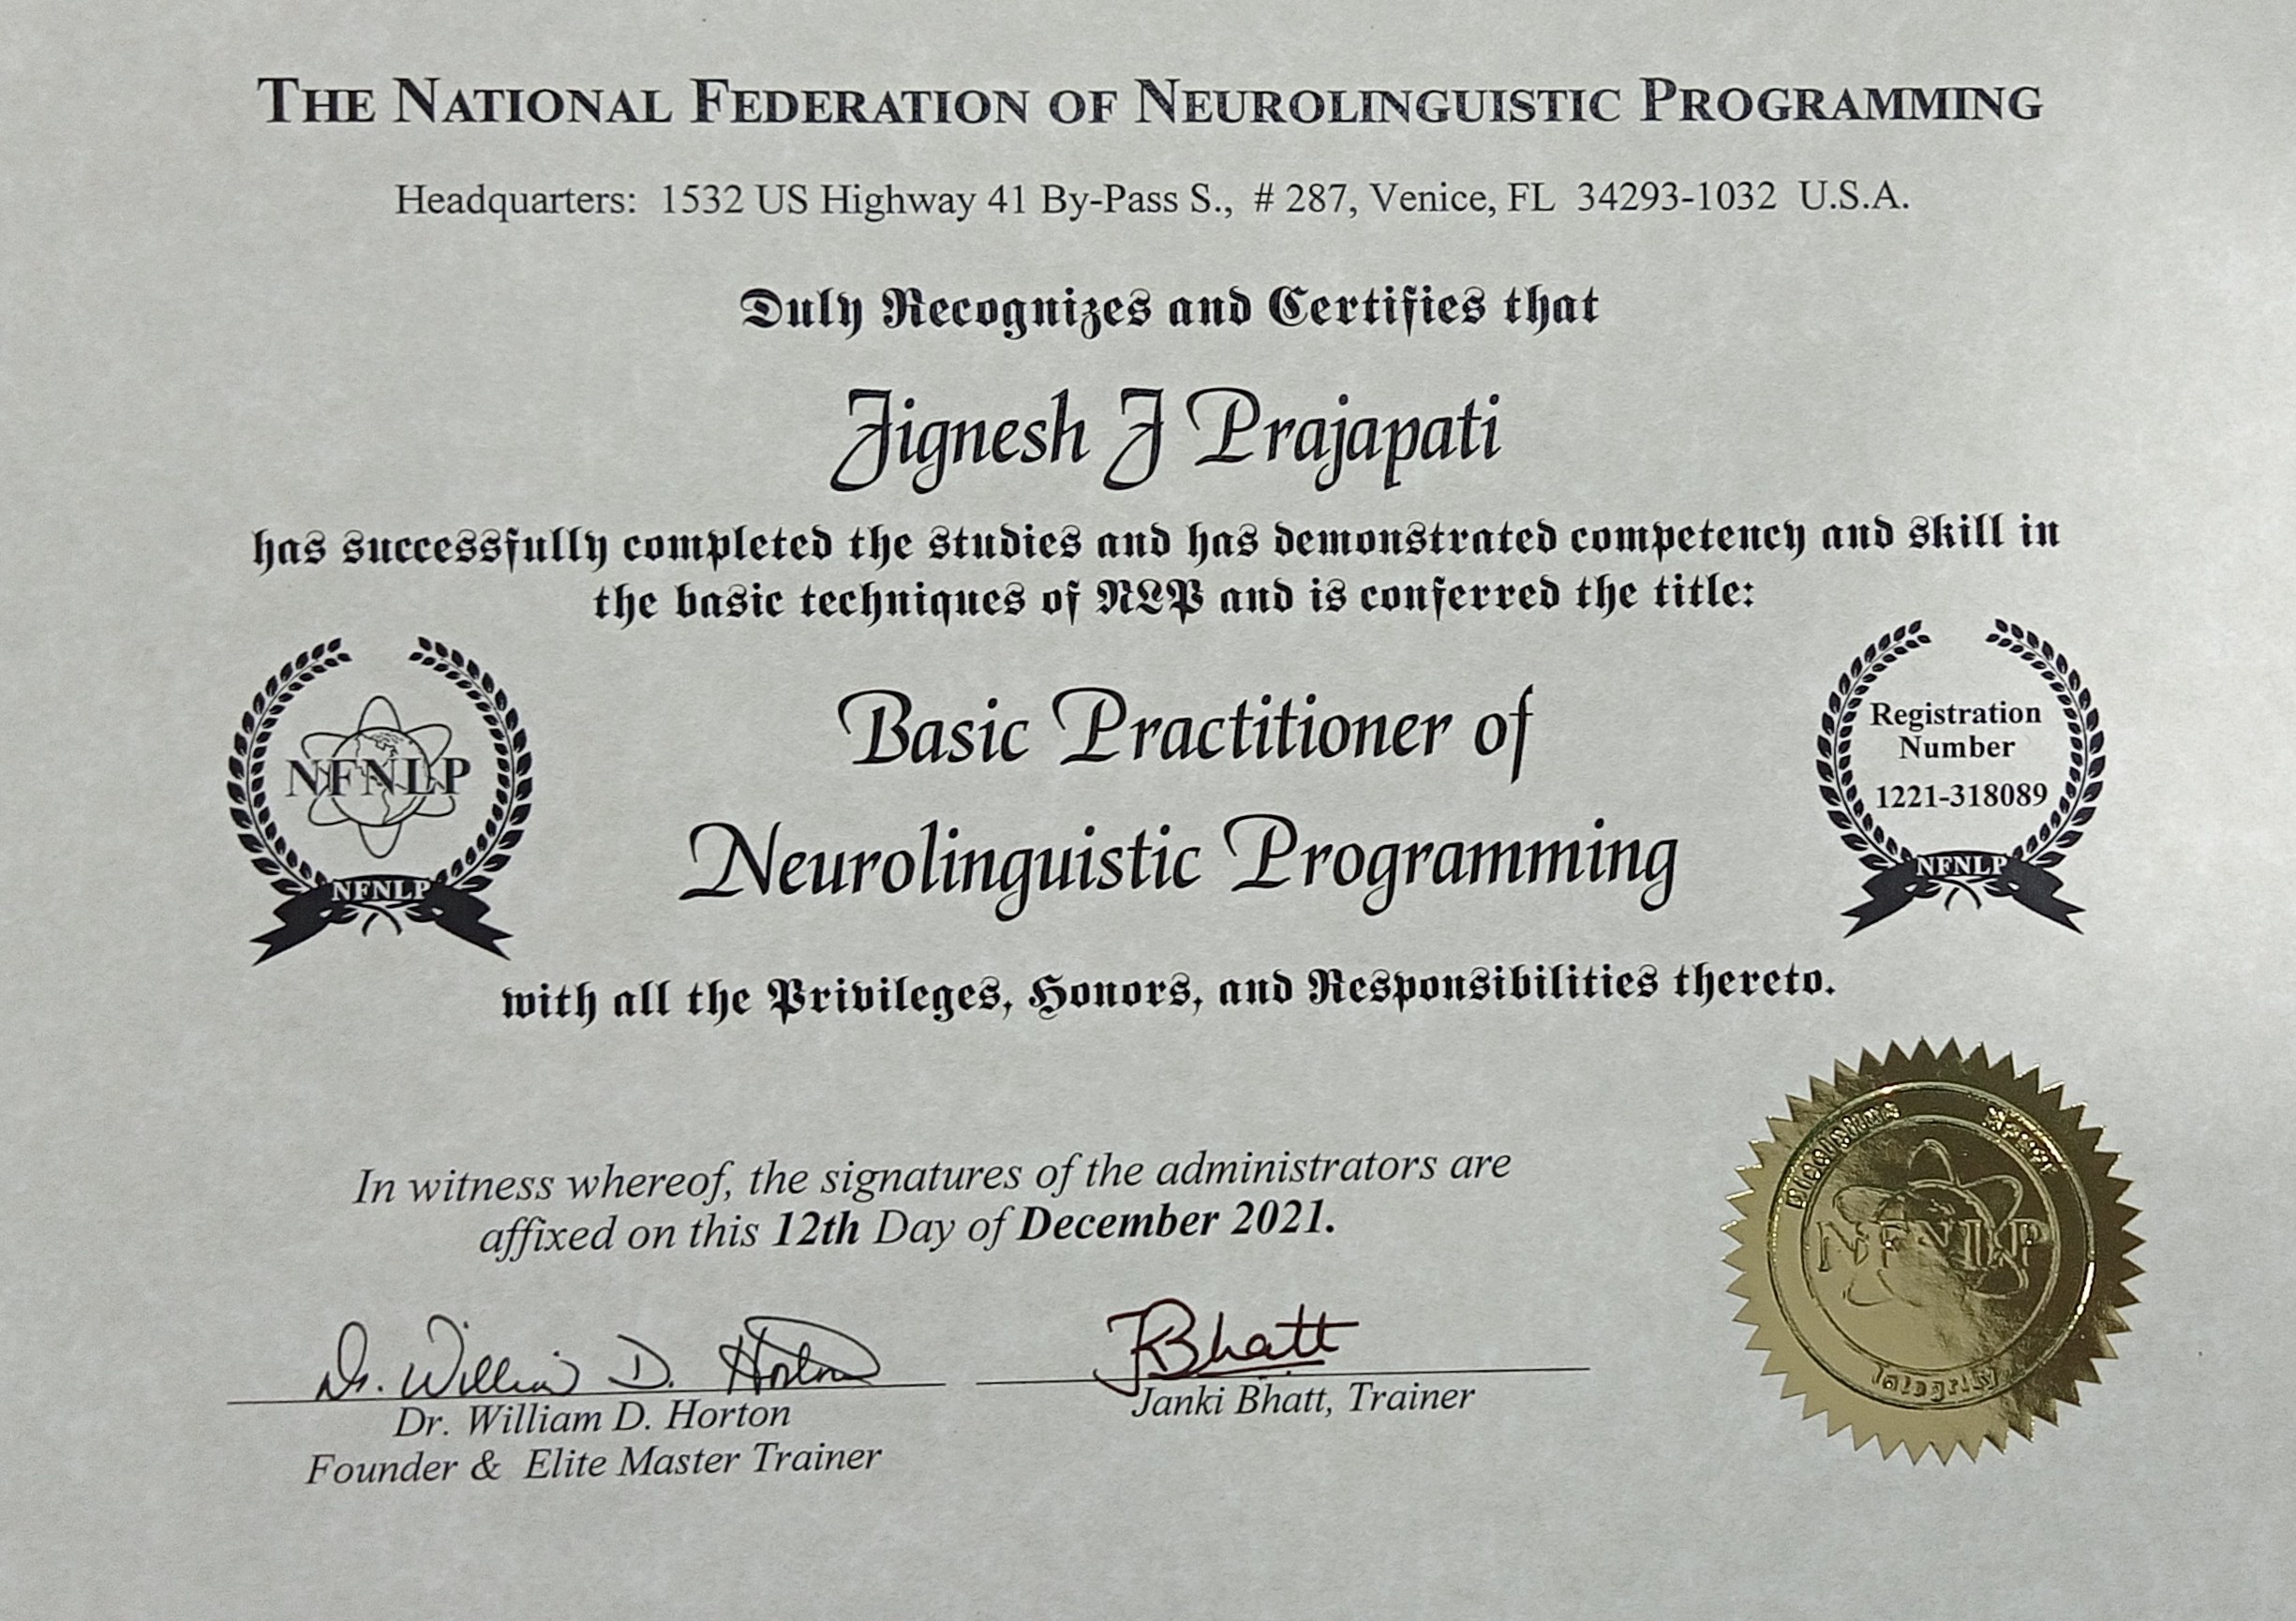 The National Federation of Neurolinguistic Programming
Headquarters: 1532 US Highway 41 By-Pass S., # 287, Venice, FL 34293-1032 U.S.A.
Duly Recognizes and Certifies that
Jignesh J Prajapati
has successfully completed the studies and has demonstrated competency and skill in
the basic techniques of NLP and is conferred the title:
NFNLP
NFNLP
Basic Practitioner of
Neurolinguistic Programming
Registration
Number
1221-318089
NFNLP
with all the Privileges, Honors, and Responsibilities thereto.
In witness whereof, the signatures of the administrators are
affixed on this 12th Day of December 2021.
Dr. William D. Horton
Dr. William D. Horton
Founder & Elite Master Trainer
JKBhatt
Janki Bhatt, Trainer
NFNLP
Integrity